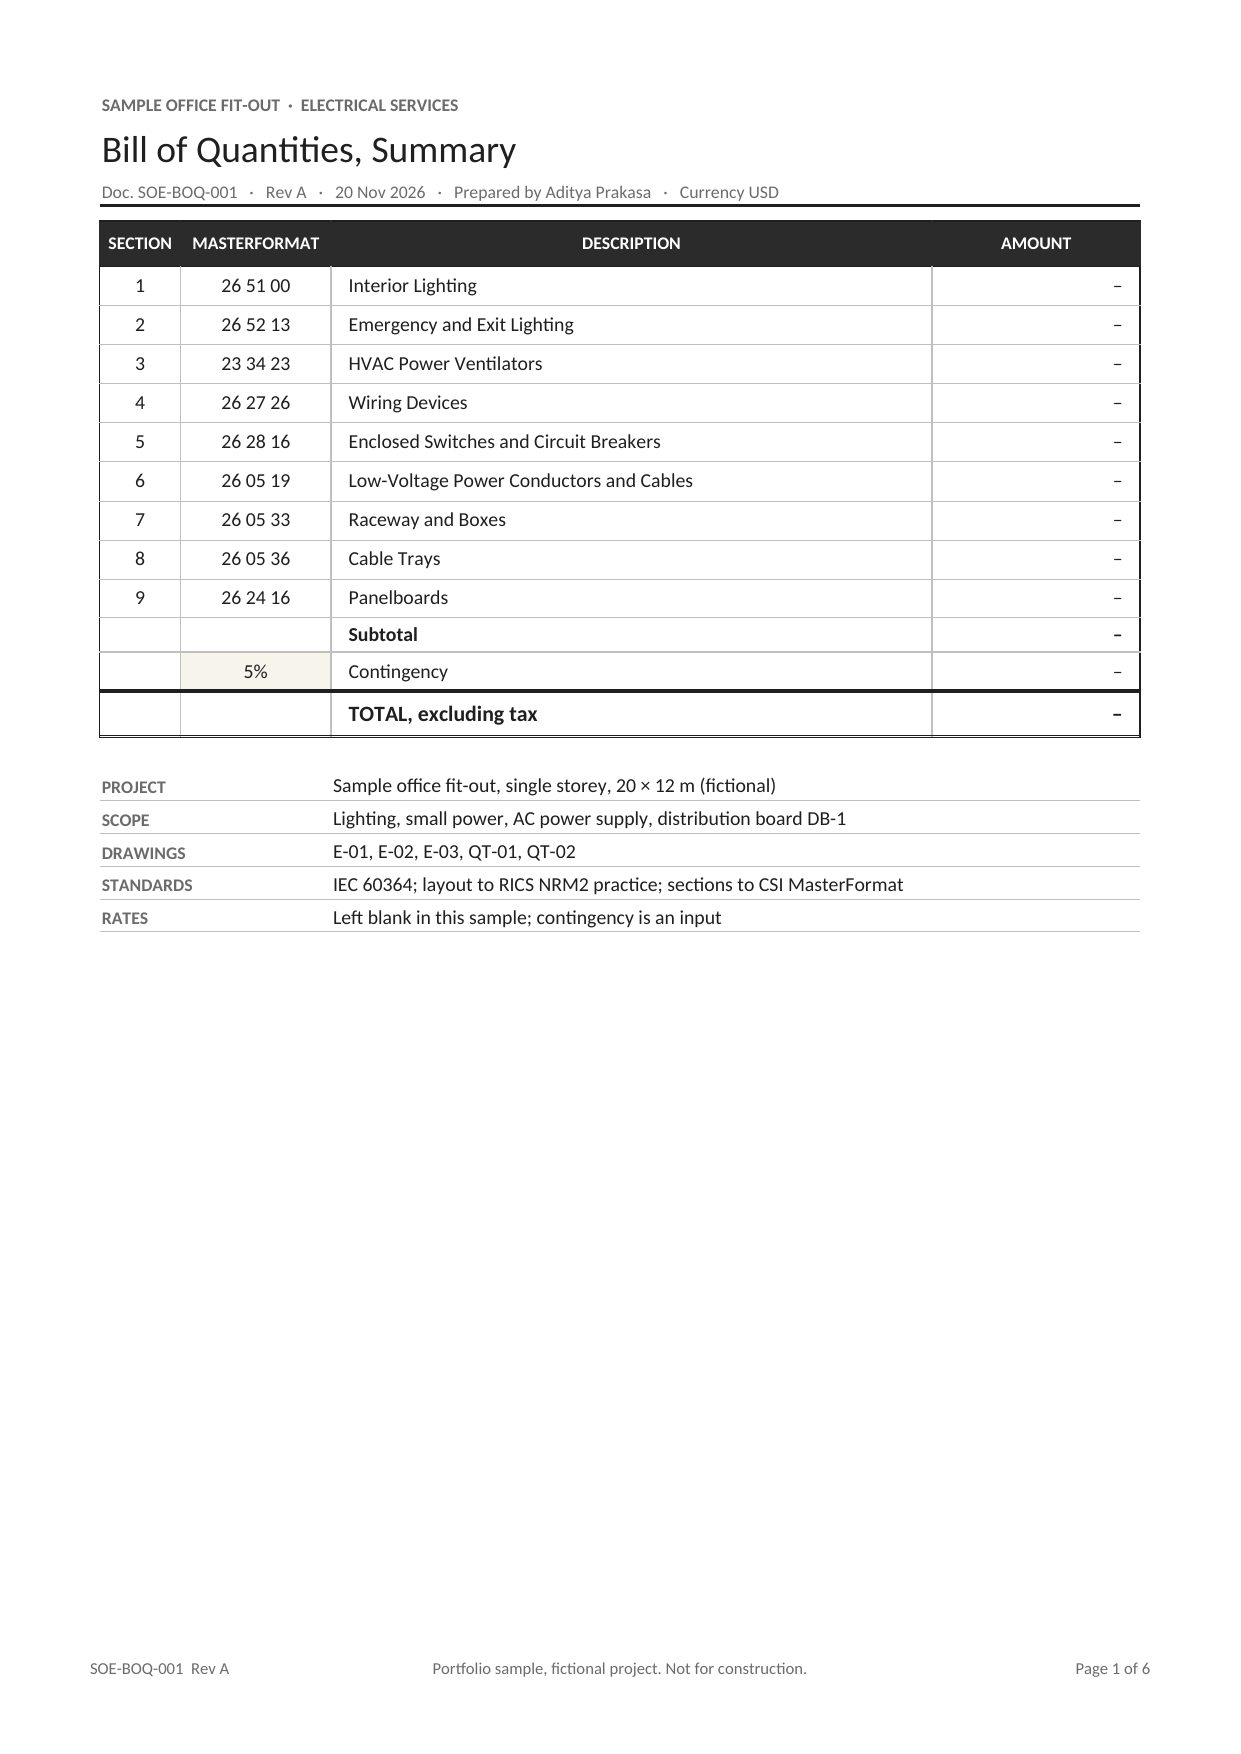 SAMPLE OFFICE FIT-OUT · ELECTRICAL SERVICES
Bill of Quantities, Summary
Doc. SOE-BOQ-001 · Rev A · 20 Nov 2026 · Prepared by Aditya Prakasa · Currency USD
SECTION MASTERFORMAT DESCRIPTION AMOUNT
1 26 51 00 Interior Lighting –
2 26 52 13 Emergency and Exit Lighting –
3 23 34 23 HVAC Power Ventilators –
4 26 27 26 Wiring Devices –
5 26 28 16 Enclosed Switches and Circuit Breakers –
6 26 05 19 Low-Voltage Power Conductors and Cables –
7 26 05 33 Raceway and Boxes –
8 26 05 36 Cable Trays –
9 26 24 16 Panelboards –
Subtotal –
5% Contingency –
TOTAL, excluding tax –
PROJECT Sample office fit-out, single storey, 20 × 12 m (fictional)
SCOPE Lighting, small power, AC power supply, distribution board DB-1
DRAWINGS E-01, E-02, E-03, QT-01, QT-02
STANDARDS IEC 60364; layout to RICS NRM2 practice; sections to CSI MasterFormat
RATES Left blank in this sample; contingency is an input
SOE-BOQ-001 Rev A Portfolio sample, fictional project. Not for construction. Page 1 of 6